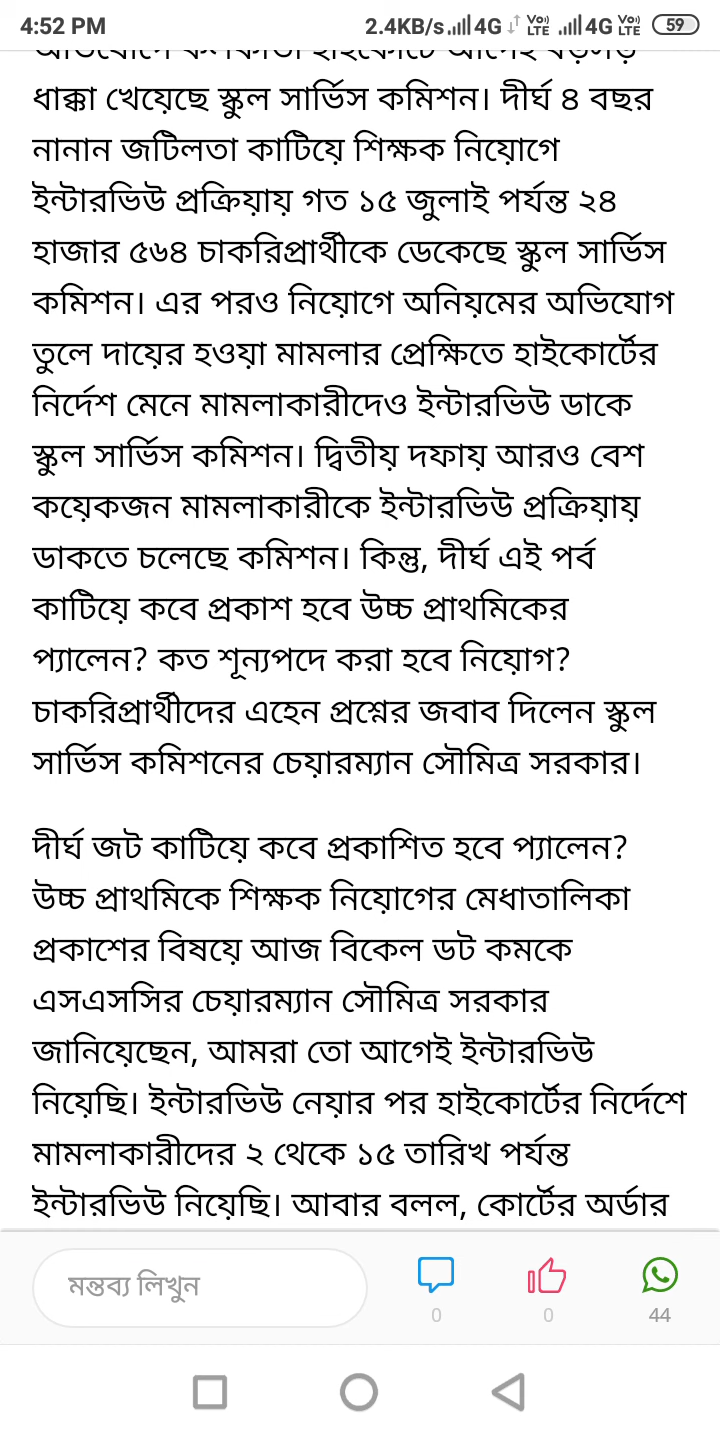 4:52 PM 2.4KB/s 4G VoLTE 4G VoLTE 59
ধাক্কা খেয়েছে স্কুল সার্ভিস কমিশন। দীর্ঘ ৪ বছর
নানান জটিলতা কাটিয়ে শিক্ষক নিয়োগে
ইন্টারভিউ প্রক্রিয়ায় গত ১৫ জুলাই পর্যন্ত ২৪
হাজার ৫৬৪ চাকরিপ্রার্থীকে ডেকেছে স্কুল সার্ভিস
কমিশন। এর পরও নিয়োগে অনিয়মের অভিযোগ
তুলে দায়ের হওয়া মামলার প্রেক্ষিতে হাইকোর্টের
নির্দেশ মেনে মামলাকারীদেও ইন্টারভিউ ডাকে
স্কুল সার্ভিস কমিশন। দ্বিতীয় দফায় আরও বেশ
কয়েকজন মামলাকারীকে ইন্টারভিউ প্রক্রিয়ায়
ডাকতে চলেছে কমিশন। কিন্তু, দীর্ঘ এই পর্ব
কাটিয়ে কবে প্রকাশ হবে উচ্চ প্রাথমিকের
প্যালেন? কত শূন্যপদে করা হবে নিয়োগ?
চাকরিপ্রার্থীদের এহেন প্রশ্নের জবাব দিলেন স্কুল
সার্ভিস কমিশনের চেয়ারম্যান সৌমিত্র সরকার।
দীর্ঘ জট কাটিয়ে কবে প্রকাশিত হবে প্যালেন?
উচ্চ প্রাথমিকে শিক্ষক নিয়োগের মেধাতালিকা
প্রকাশের বিষয়ে আজ বিকেল ডট কমকে
এসএসসির চেয়ারম্যান সৌমিত্র সরকার
জানিয়েছেন, আমরা তো আগেই ইন্টারভিউ
নিয়েছি। ইন্টারভিউ নেয়ার পর হাইকোর্টের নির্দেশে
মামলাকারীদের ২ থেকে ১৫ তারিখ পর্যন্ত
ইন্টারভিউ নিয়েছি। আবার বলল, কোর্টের অর্ডার
মন্তব্য লিখুন
0 0 44